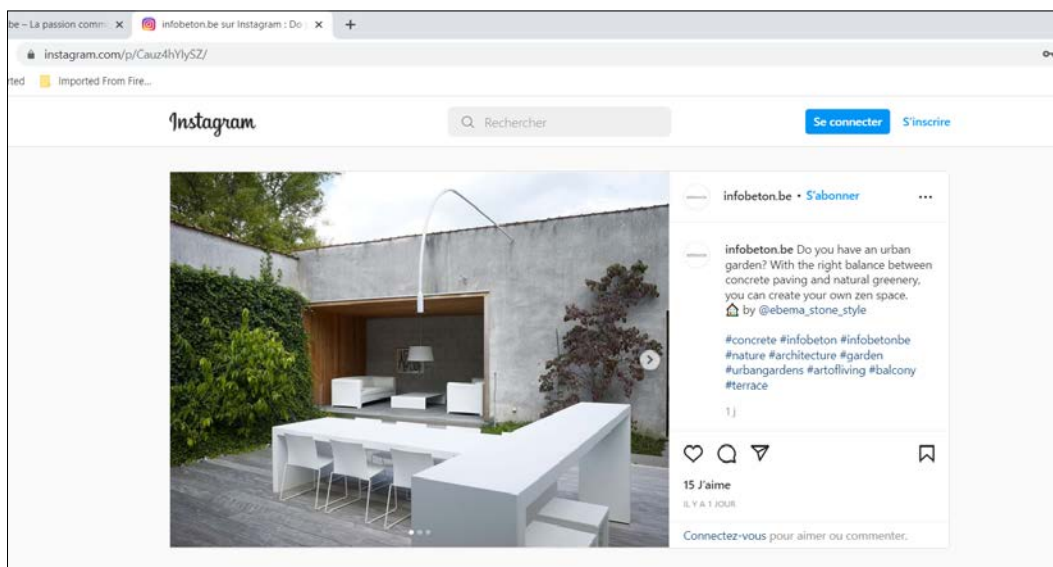 be – La passion comm
infobeton.be sur Instagram : Do
instagram.com/p/Cauz4hYlySZ/
rted
Imported From Fire...
Instagram
Rechercher
Se connecter
S'inscrire
infobeton.be • S'abonner
infobeton.be Do you have an urban
garden? With the right balance between
concrete paving and natural greenery,
you can create your own zen space.
🏠 by @ebema_stone_style
#concrete #infobeton #infobetonbe
#nature #architecture #garden
#urbangardens #artofliving #balcony
#terrace
1 j
15 J'aime
IL Y A 1 JOUR
Connectez-vous pour aimer ou commenter.